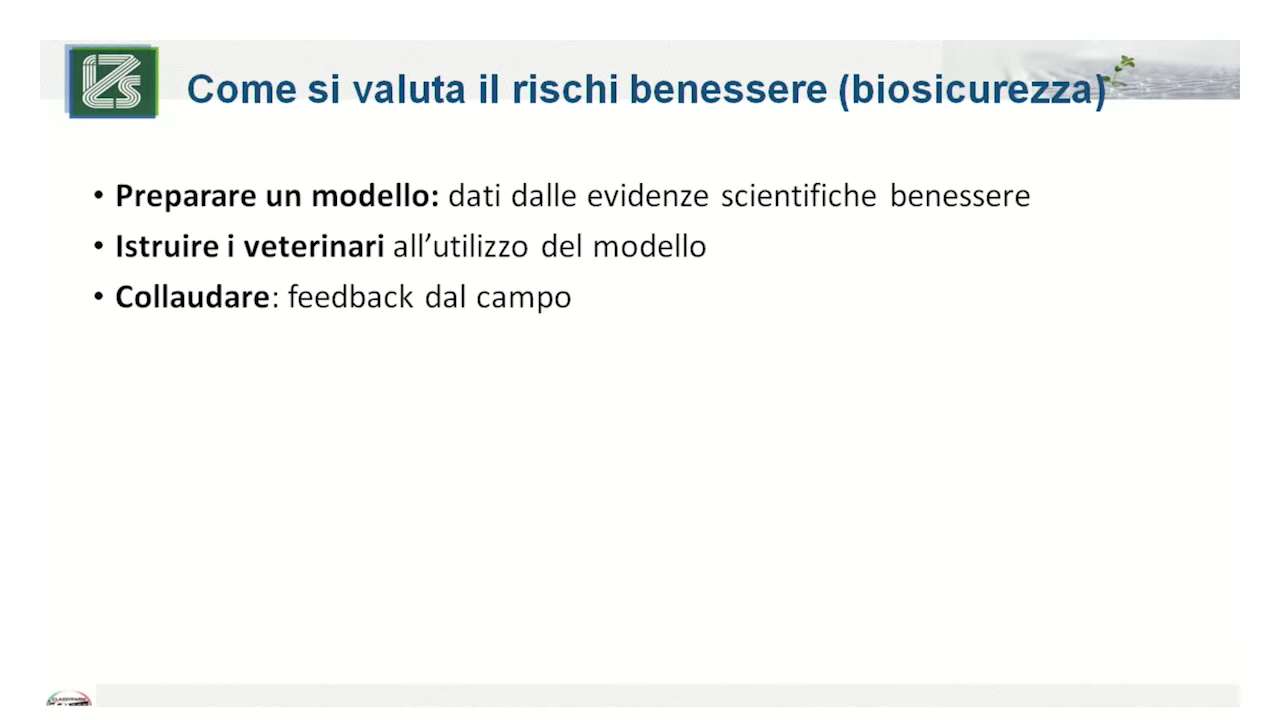 Come si valuta il rischi benessere (biosicurezza)
• Preparare un modello: dati dalle evidenze scientifiche benessere
• Istruire i veterinari all’utilizzo del modello
• Collaudare: feedback dal campo